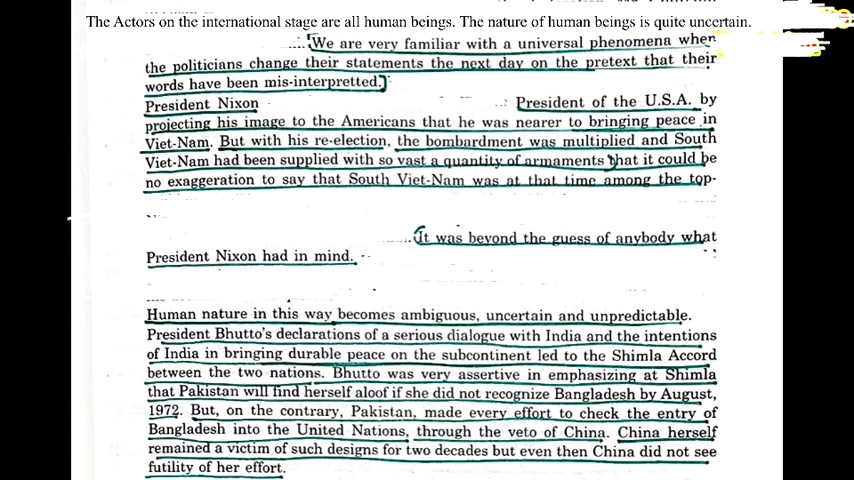 The Actors on the international stage are all human beings. The nature of human beings is quite uncertain.
We are very familiar with a universal phenomena when
the politicians change their statements the next day on the pretext that their
words have been mis-interpretted.
President Nixon President of the U.S.A. by
projecting his image to the Americans that he was nearer to bringing peace in
Viet-Nam. But with his re-election, the bombardment was multiplied and South
Viet-Nam had been supplied with so vast a quantity of armaments that it could be
no exaggeration to say that South Viet-Nam was at that time among the top-
It was beyond the guess of anybody what
President Nixon had in mind.
Human nature in this way becomes ambiguous, uncertain and unpredictable.
President Bhutto's declarations of a serious dialogue with India and the intentions
of India in bringing durable peace on the subcontinent led to the Shimla Accord
between the two nations. Bhutto was very assertive in emphasizing at Shimla
that Pakistan will find herself aloof if she did not recognize Bangladesh by August,
1972. But, on the contrary, Pakistan, made every effort to check the entry of
Bangladesh into the United Nations, through the veto of China. China herself
remained a victim of such designs for two decades but even then China did not see
futility of her effort.